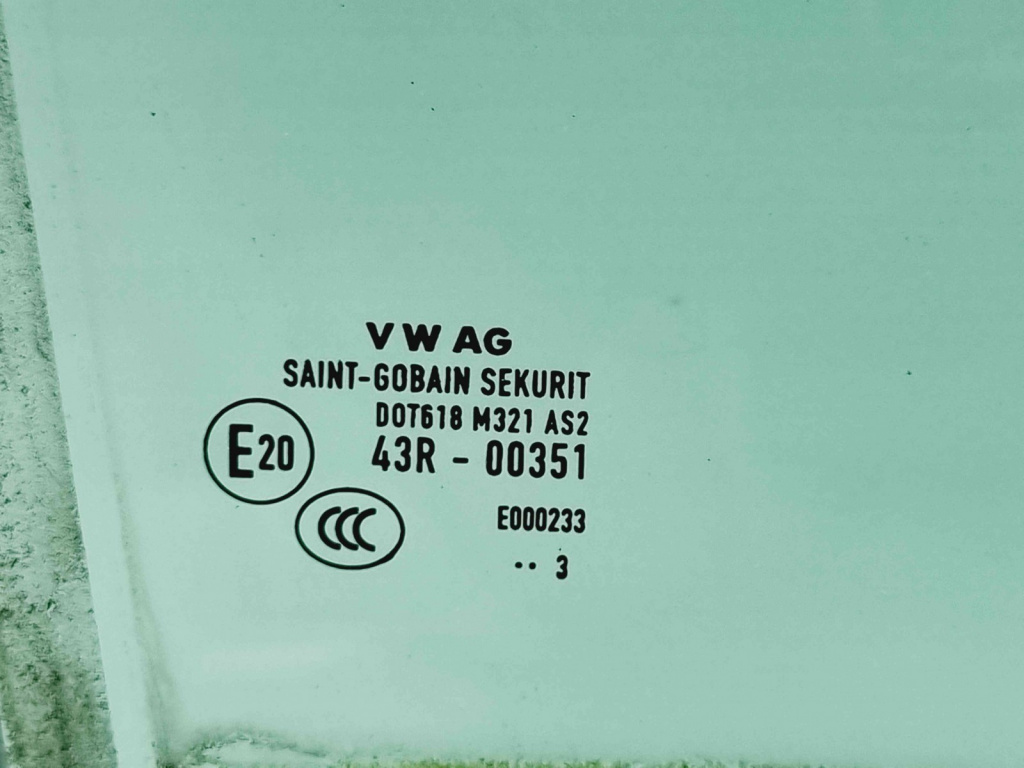 VW AG
SAINT-GOBAIN SEKURIT
DOT618 M321 AS2
E20
43R - 00351
CCC
E000233
.. 3